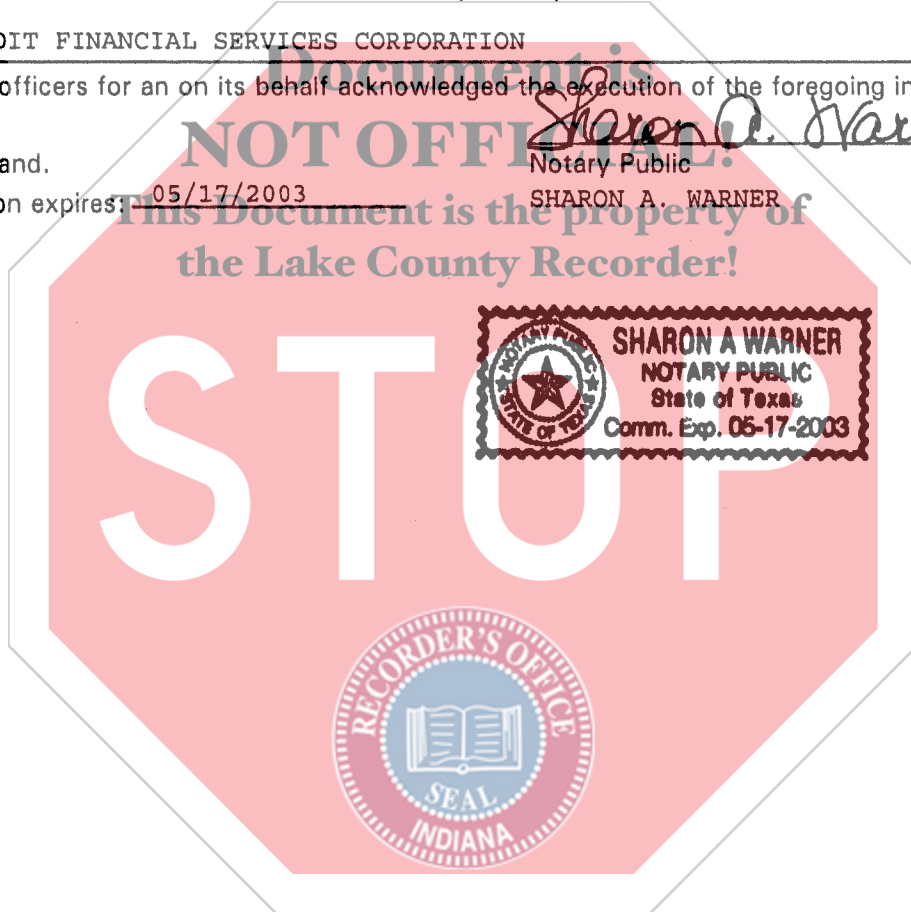 DIT FINANCIAL SERVICES CORPORATION
Document is
officers for an on its behalf acknowledged the execution of the foregoing in
Sharon A. War
NOT OFFICIAL!
and.
Notary Public
on expires: 05/17/2003
SHARON A. WARNER
This Document is the property of
the Lake County Recorder!
SHARON A WARNER
NOTARY PUBLIC
State of Texas
Comm. Exp. 05-17-2003
NOTARY PUBLIC
STATE OF TEXAS
STOP
RECORDER'S OFFICE
SEAL
INDIANA